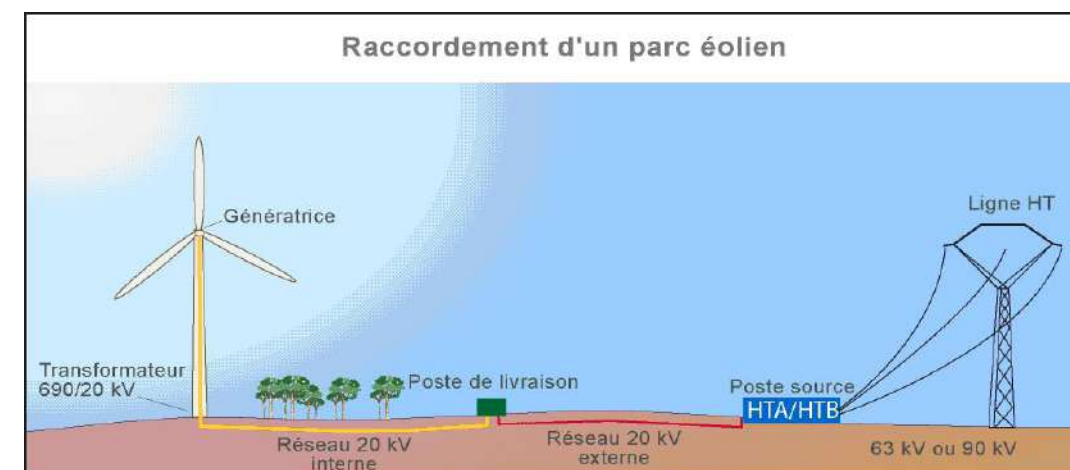 Raccordement d'un parc éolien
Génératrice
Ligne HT
Transformateur
690/20 kV
Poste de livraison
Poste source
HTA/HTB
Réseau 20 kV
interne
Réseau 20 kV
externe
63 kV ou 90 kV